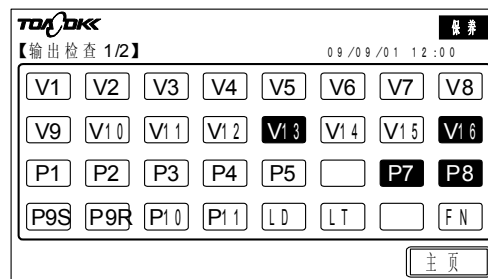 TOADKK 保养
【输出检查 1/2】 09/09/01 12:00
V1 V2 V3 V4 V5 V6 V7 V8
V9 V10 V11 V12 V13 V14 V15 V16
P1 P2 P3 P4 P5 P7 P8
P9S P9R P10 P11 LD LT FN
主页